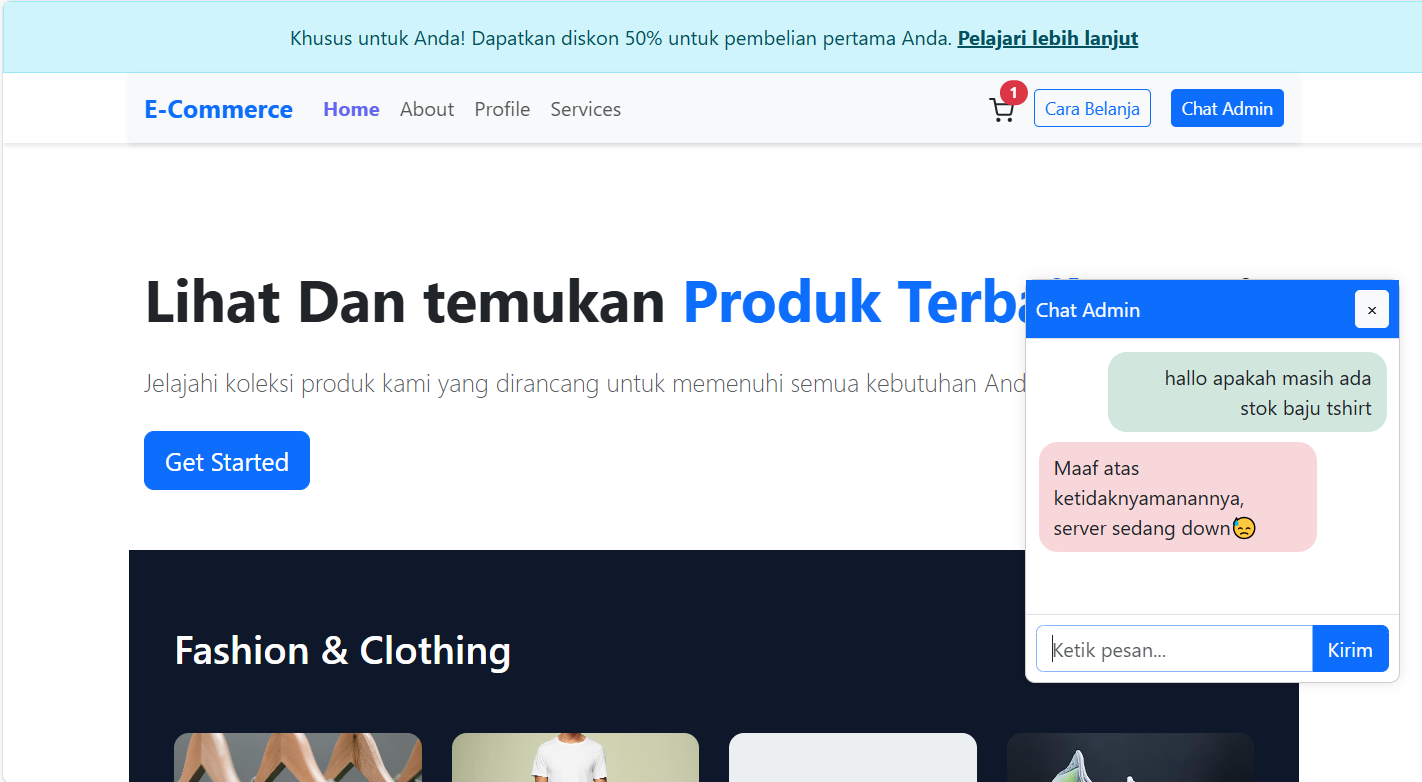 Khusus untuk Anda! Dapatkan diskon 50% untuk pembelian pertama Anda. Pelajari lebih lanjut
E-Commerce Home About Profile Services 1 Cara Belanja Chat Admin
Lihat Dan temukan Produk Terba
Jelajahi koleksi produk kami yang dirancang untuk memenuhi semua kebutuhan And
Get Started
Fashion & Clothing
Chat Admin ×
hallo apakah masih ada
stok baju tshirt
Maaf atas
ketidaknyamanannya,
server sedang down😓
Ketik pesan...
Kirim